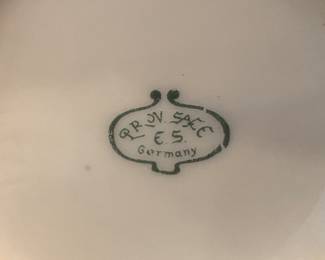 PROV. SAXE
E. S.
Germany